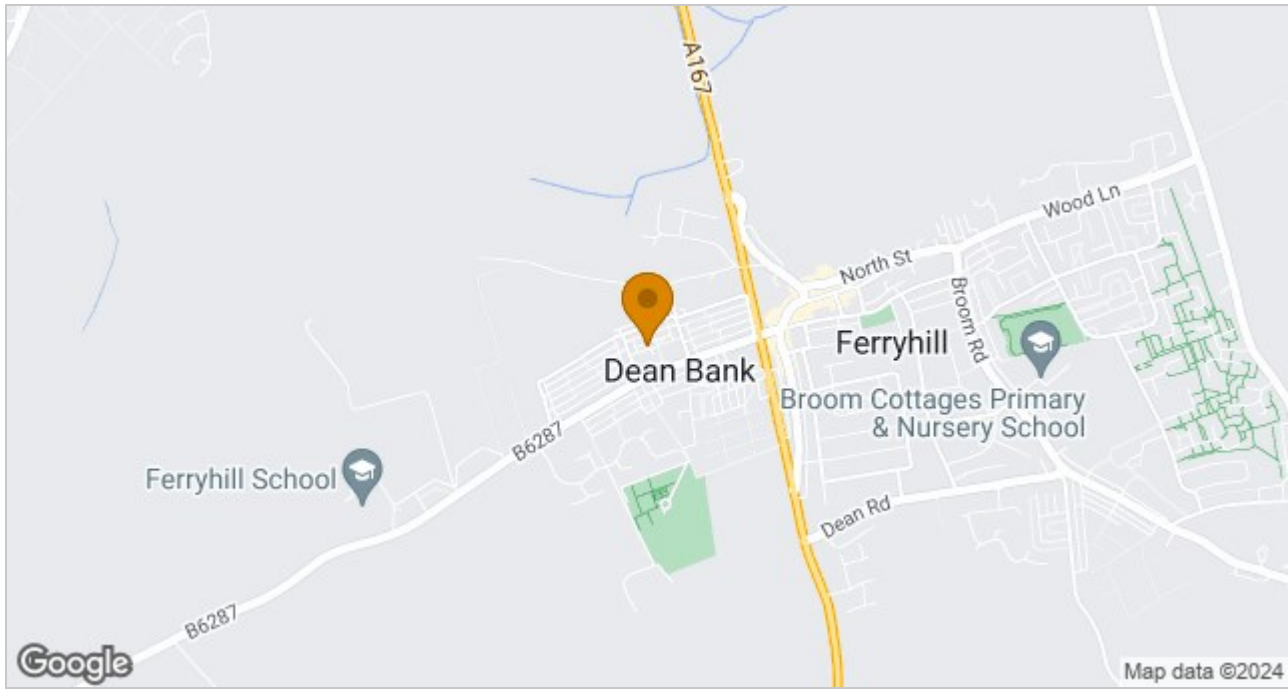 A167
Wood Ln
North St
Broom Rd
Ferryhill
Dean Bank
Broom Cottages Primary
& Nursery School
B6287
Ferryhill School
Dean Rd
B6287
Google
Map data ©2024